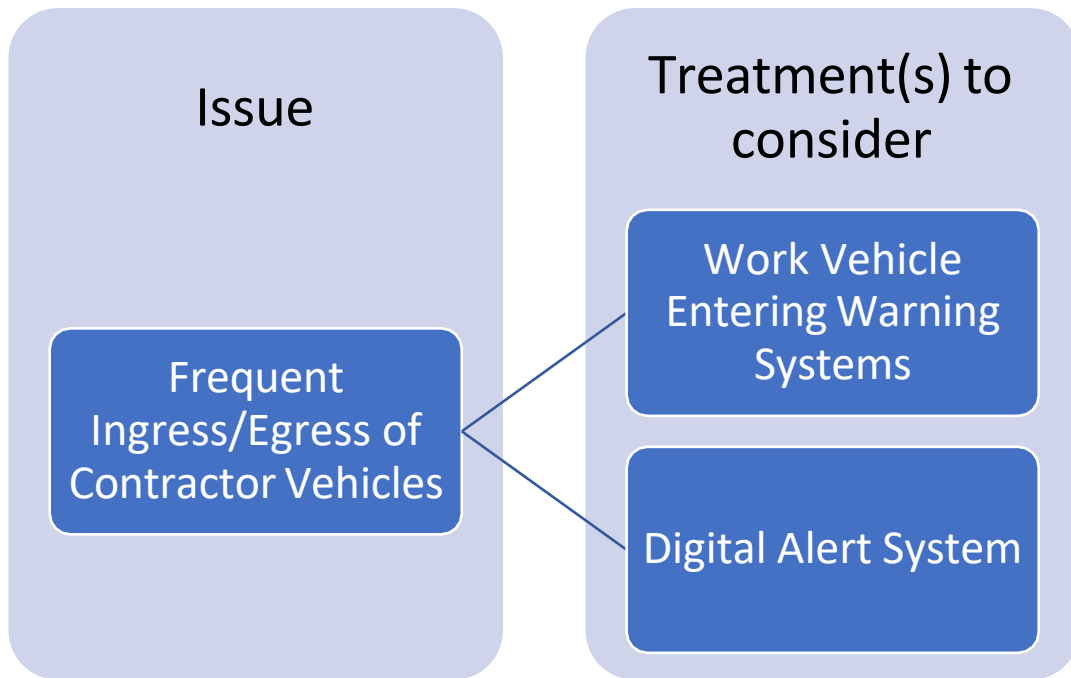 Issue
Treatment(s) to
consider
Frequent
Ingress/Egress of
Contractor Vehicles
Work Vehicle
Entering Warning
Systems
Digital Alert System